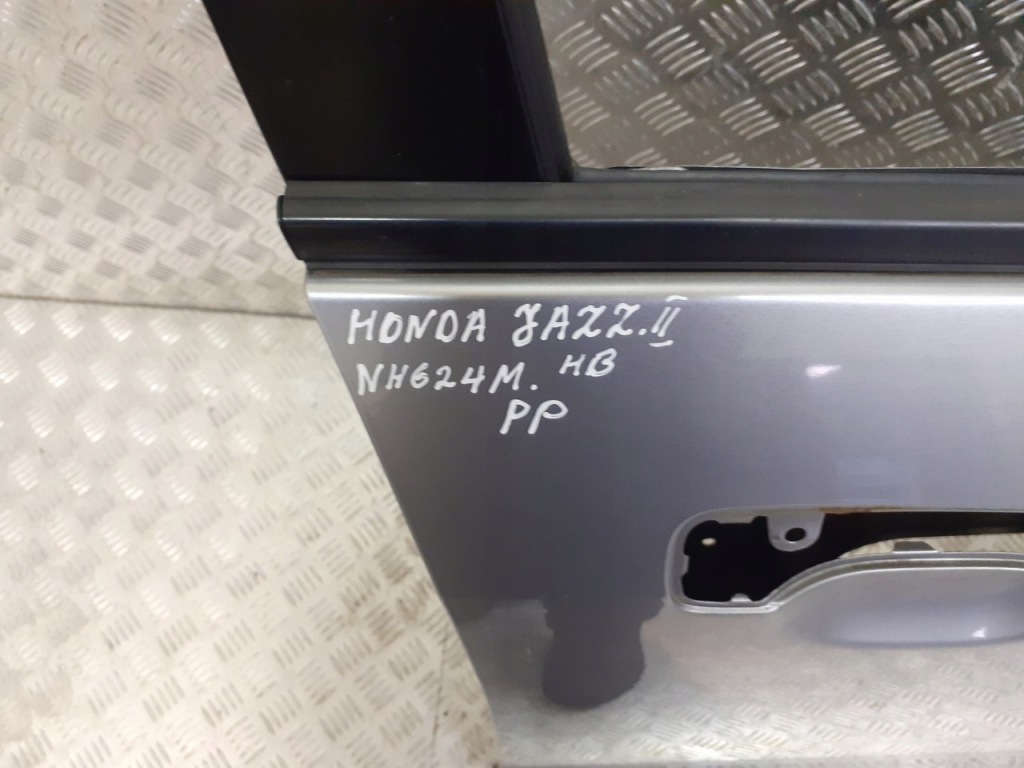 HONDA JAZZ.II
NH624M. HB
PP